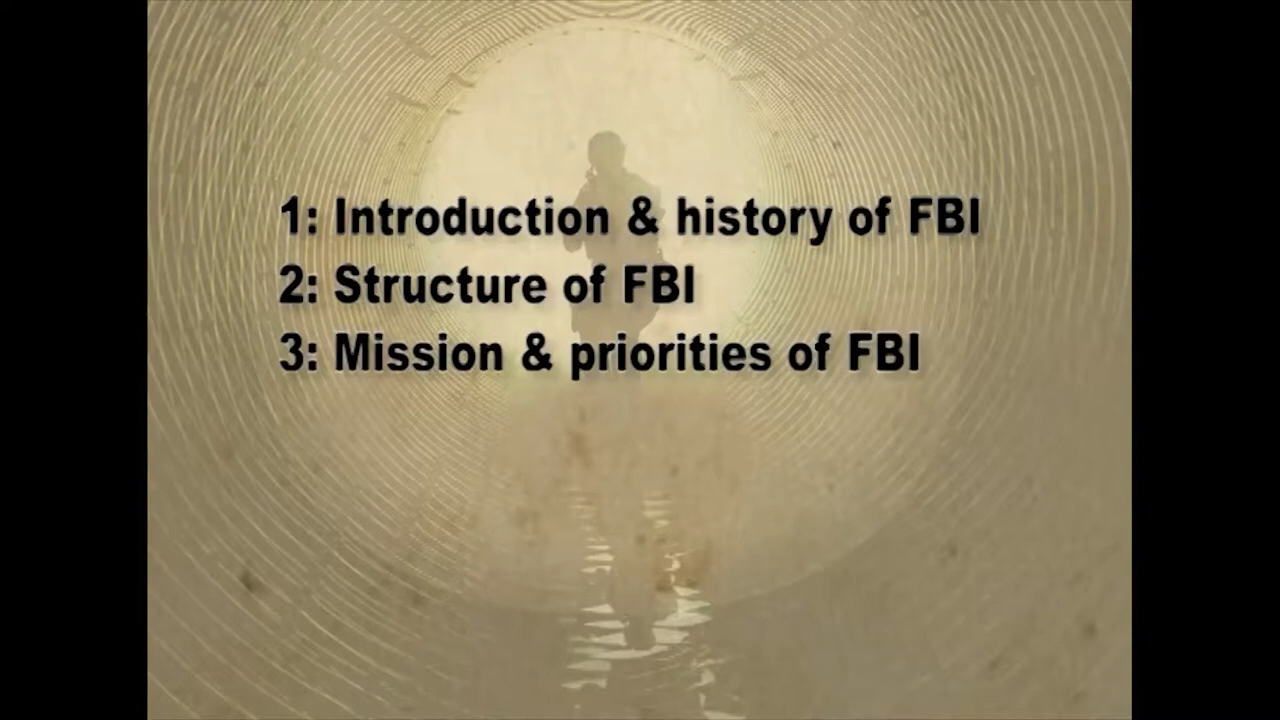 1: Introduction & history of FBI
2: Structure of FBI
3: Mission & priorities of FBI